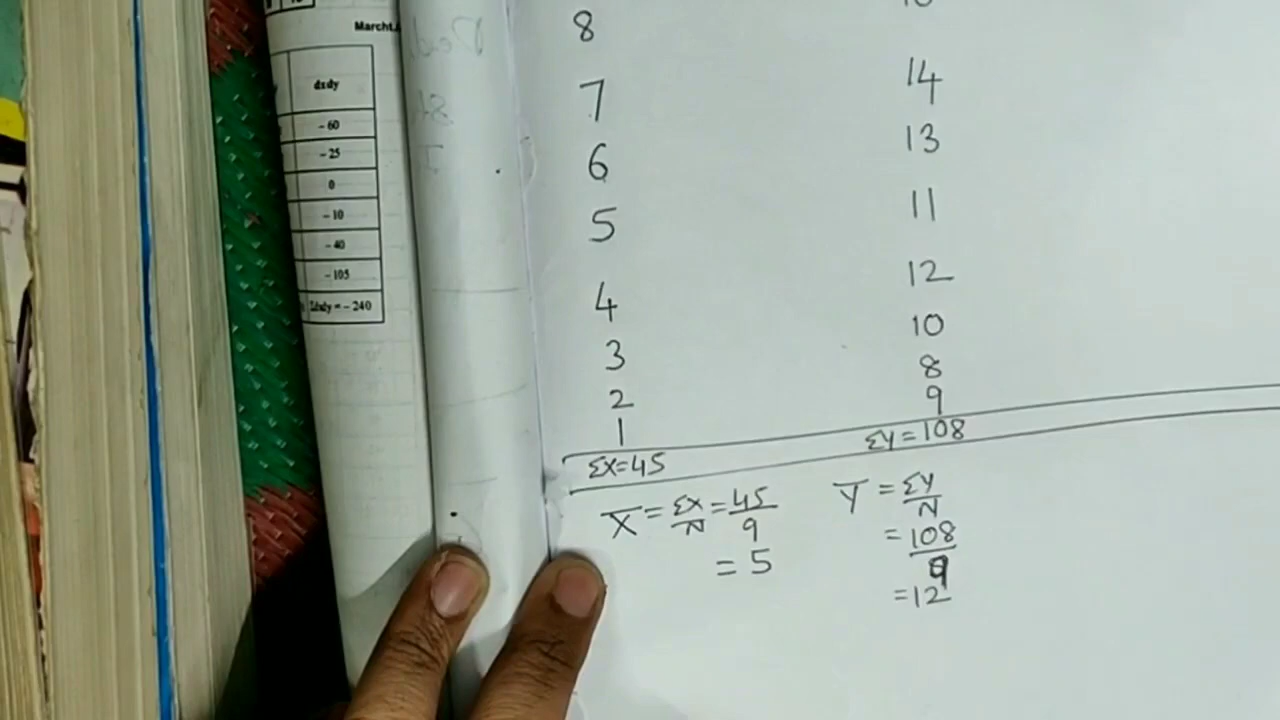 Marcht.
dxdy
- 60
- 25
0
- 10
- 40
- 105
Σdxdy = - 240
8
7 14
6 13
5 11
4 12
3 10
2 8
1 9
ΣX=45 ΣY=108
X̄ = ΣX/N = 45/9
= 5
Ȳ = ΣY/N
= 108/9
= 12